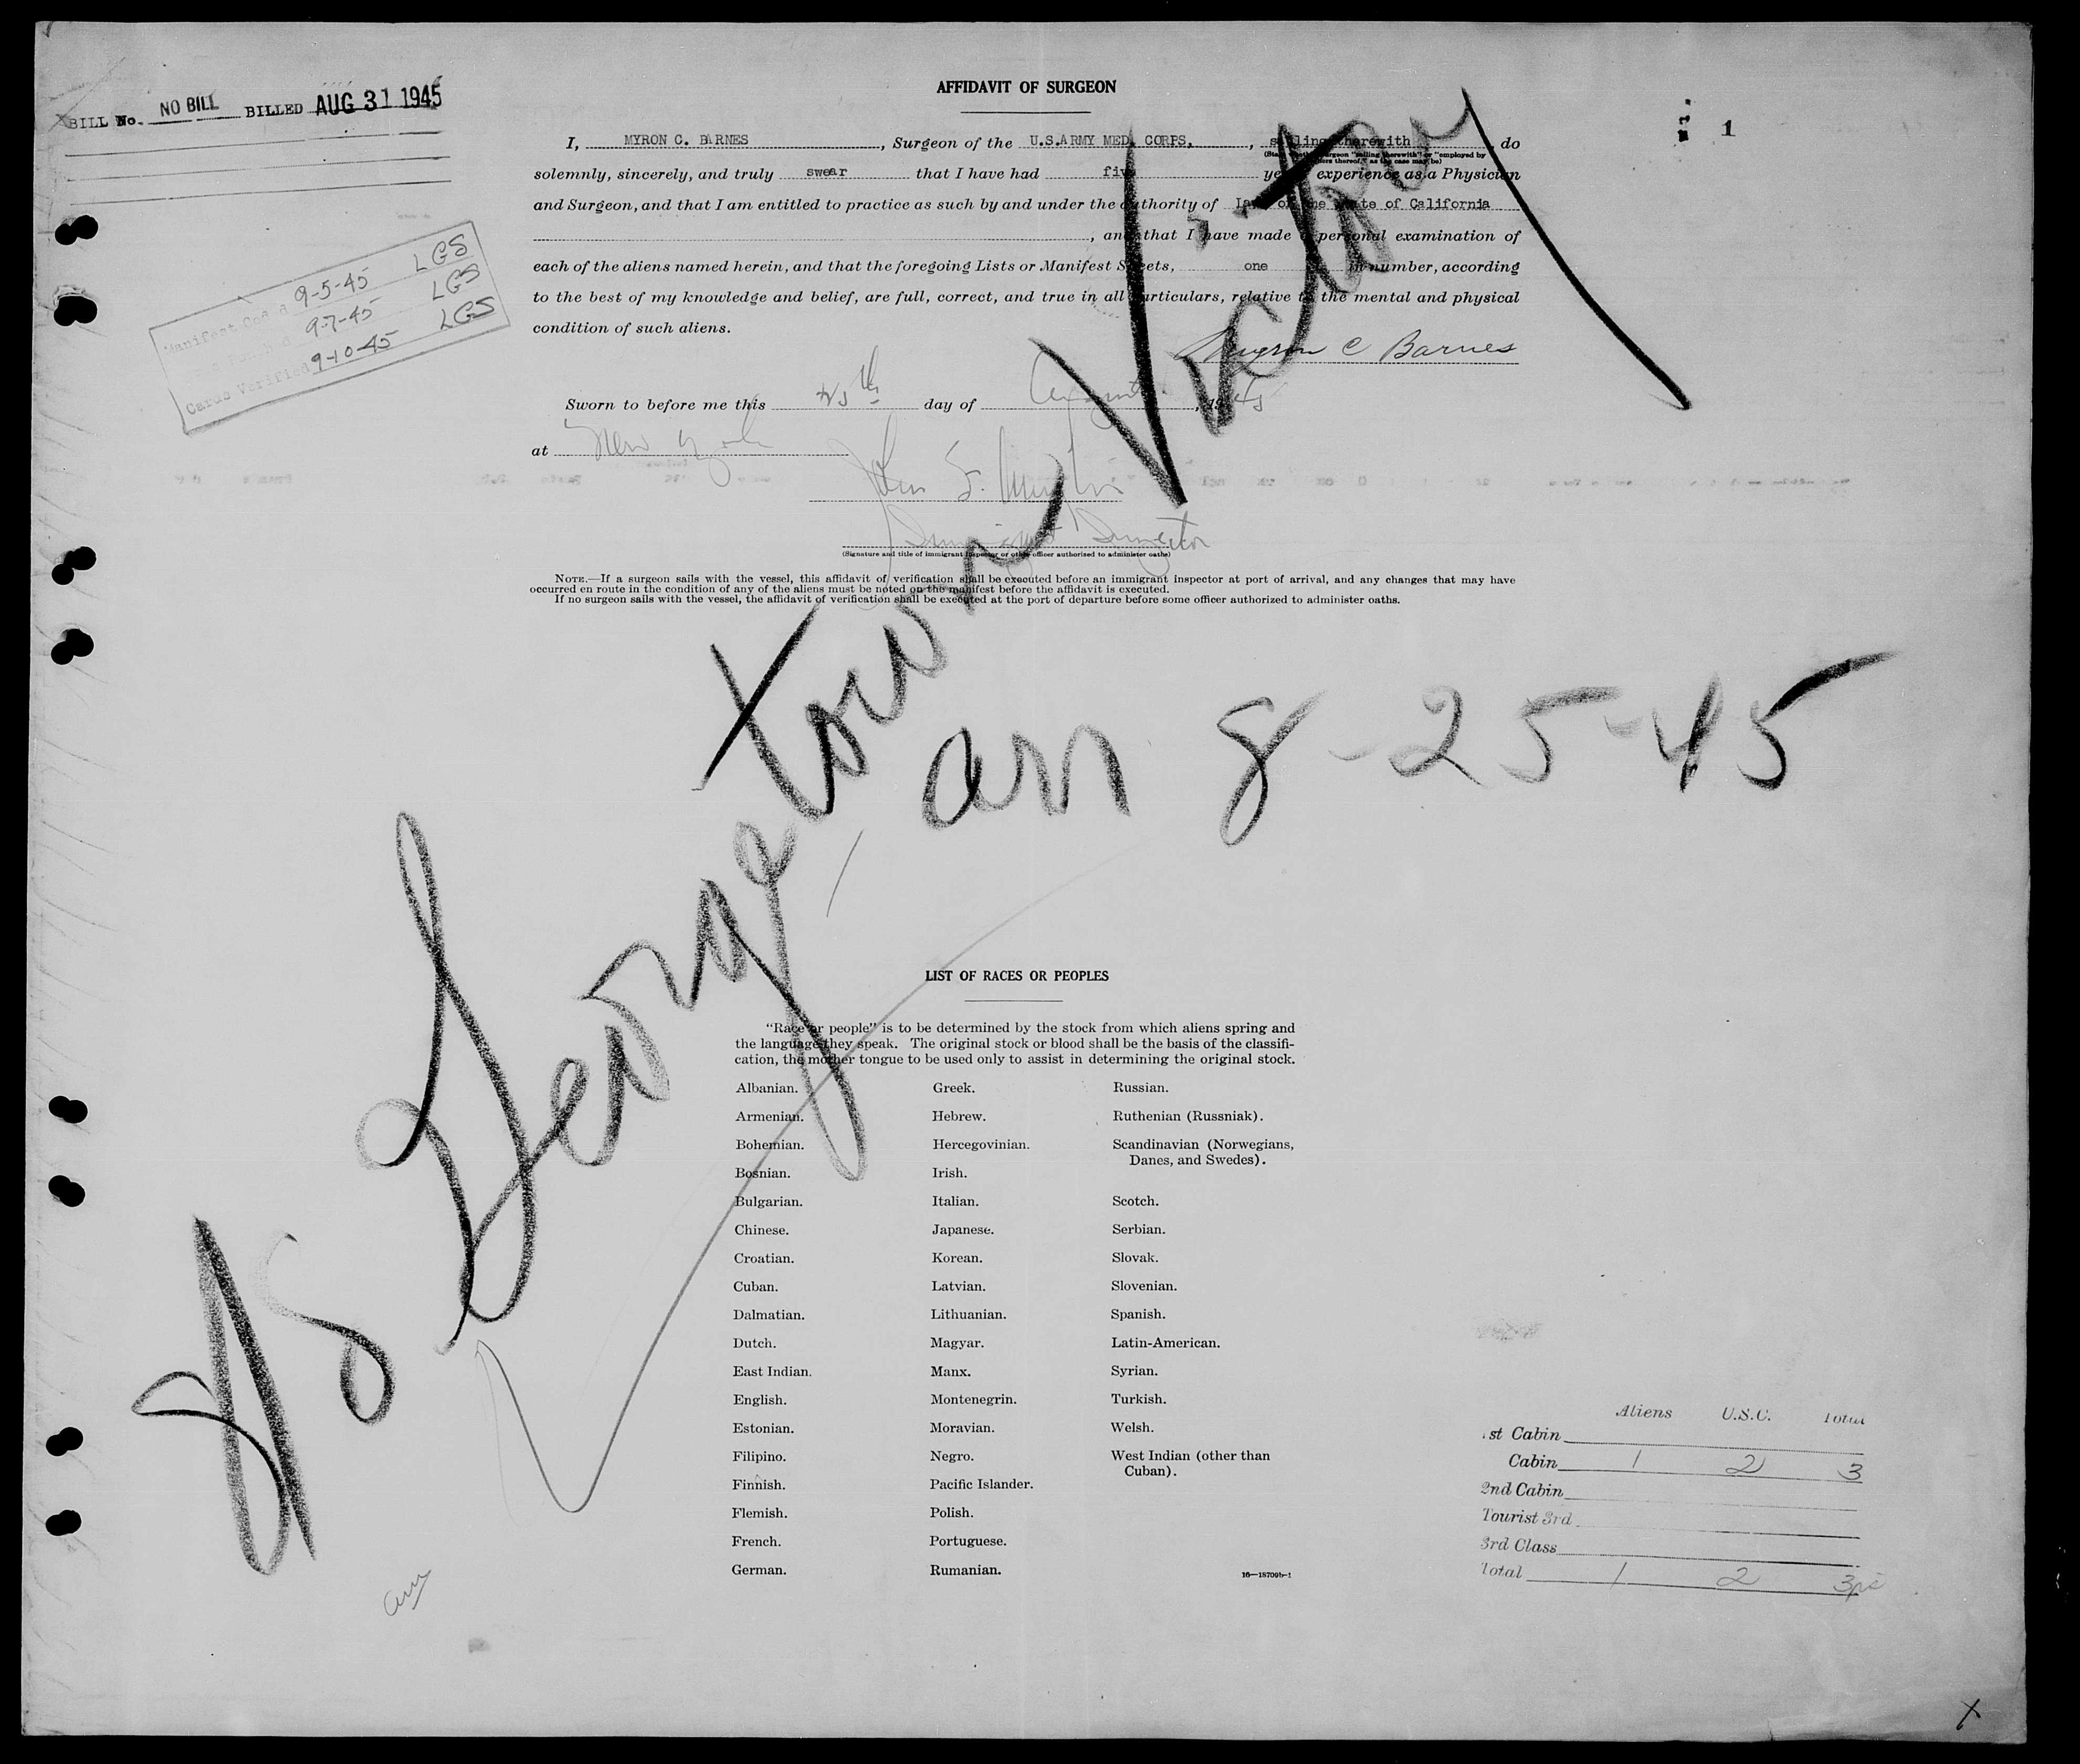 AFFIDAVIT OF SURGEON
BILL No. NO BILL BILLED AUG 31 1945
1
I, MYRON C. BARNES, Surgeon of the U.S.ARMY MED. CORPS, sailing therewith, do
solemnly, sincerely, and truly swear that I have had five years experience as a Physician
and Surgeon, and that I am entitled to practice as such by and under the authority of Laws of the State of California
, and that I have made a personal examination of
each of the aliens named herein, and that the foregoing Lists or Manifest Sheets, one in number, according
to the best of my knowledge and belief, are full, correct, and true in all particulars, relative to the mental and physical
condition of such aliens.
Myron C Barnes
9-5-45 LGS
9-7-45 LGS
Cards Verified 9-10-45 LGS
Sworn to before me this day of August, 1945
at New York
(Signature and title of immigrant inspector or other officer authorized to administer oaths)
NOTE.—If a surgeon sails with the vessel, this affidavit of verification shall be executed before an immigrant inspector at port of arrival, and any changes that may have
occurred en route in the condition of any of the aliens must be noted on the manifest before the affidavit is executed.
If no surgeon sails with the vessel, the affidavit of verification shall be executed at the port of departure before some officer authorized to administer oaths.
SS Georgetown Victory
arr 8-25-45
LIST OF RACES OR PEOPLES
"Race or people" is to be determined by the stock from which aliens spring and
the language they speak. The original stock or blood shall be the basis of the classifi-
cation, the mother tongue to be used only to assist in determining the original stock.
Albanian.
Armenian.
Bohemian.
Bosnian.
Bulgarian.
Chinese.
Croatian.
Cuban.
Dalmatian.
Dutch.
East Indian.
English.
Estonian.
Filipino.
Finnish.
Flemish.
French.
German.
Greek.
Hebrew.
Hercegovinian.
Irish.
Italian.
Japanese.
Korean.
Latvian.
Lithuanian.
Magyar.
Manx.
Montenegrin.
Moravian.
Negro.
Pacific Islander.
Polish.
Portuguese.
Rumanian.
Russian.
Ruthenian (Russniak).
Scandinavian (Norwegians,
Danes, and Swedes).
Scotch.
Serbian.
Slovak.
Slovenian.
Spanish.
Latin-American.
Syrian.
Turkish.
Welsh.
West Indian (other than
Cuban).
16—18709b-1
Aliens U.S.C. Total
1st Cabin
Cabin 1 2 3
2nd Cabin
Tourist 3rd
3rd Class
Total 1 2 3
X